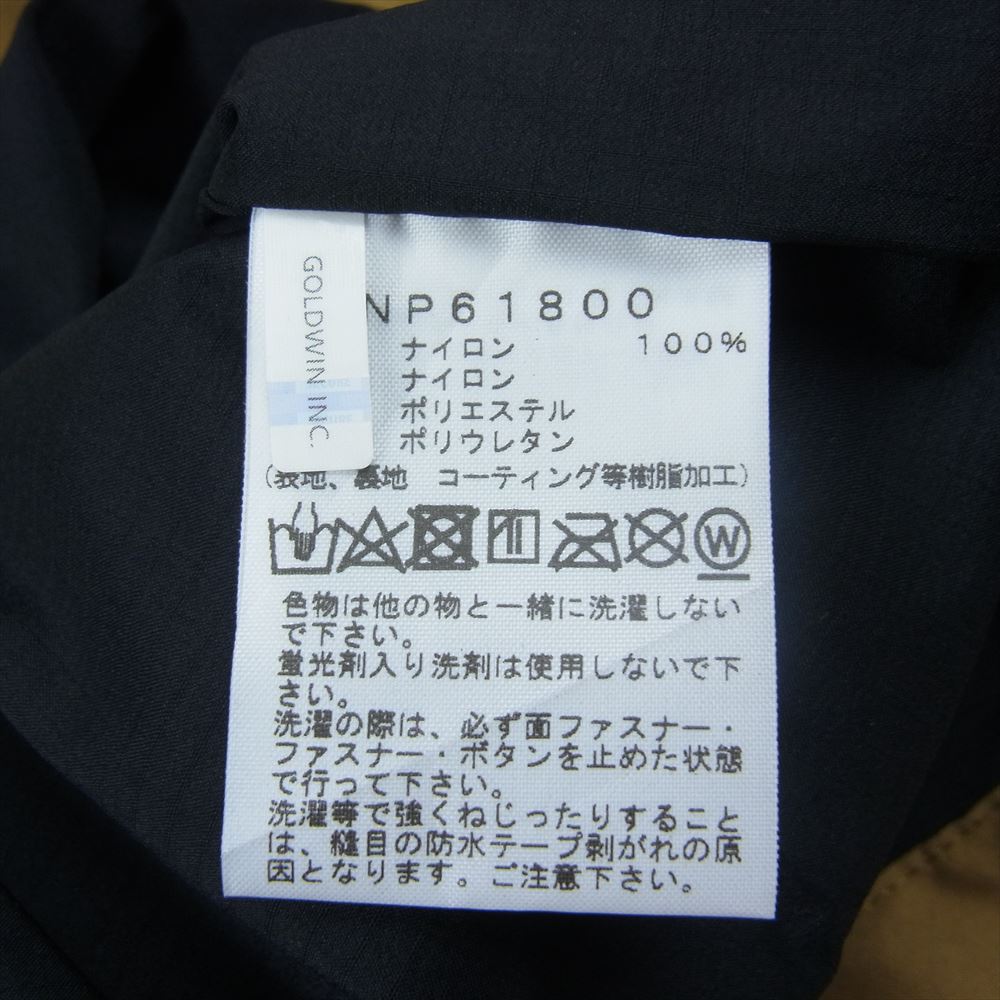 GOLDWIN INC.
NP61800
ナイロン 100%
ナイロン
ポリエステル
ポリウレタン
(表地、裏地 コーティング等樹脂加工)
W
色物は他の物と一緒に洗濯しない
で下さい。
蛍光剤入り洗剤は使用しないで下
さい。
洗濯の際は、必ず面ファスナー・
ファスナー・ボタンを止めた状態
で行って下さい。
洗濯等で強くねじったりすること
は、縫目の防水テープ剥がれの原
因となります。ご注意下さい。